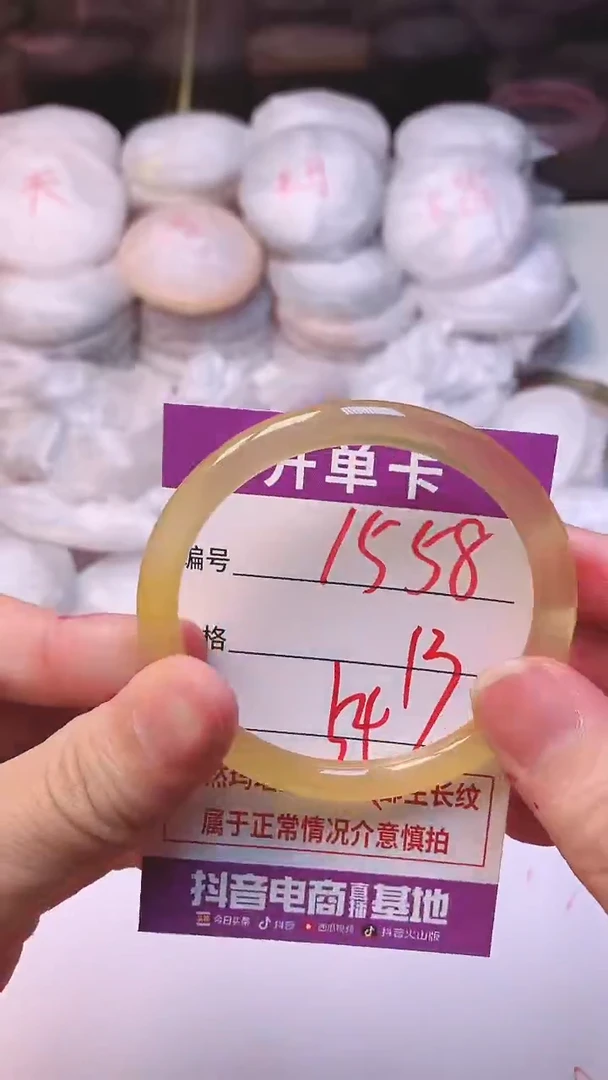 开单卡
编号 1558
格 13
54
属于正常情况介意慎拍
抖音电商直播基地
今日头条 抖音 西瓜视频 抖音火山版